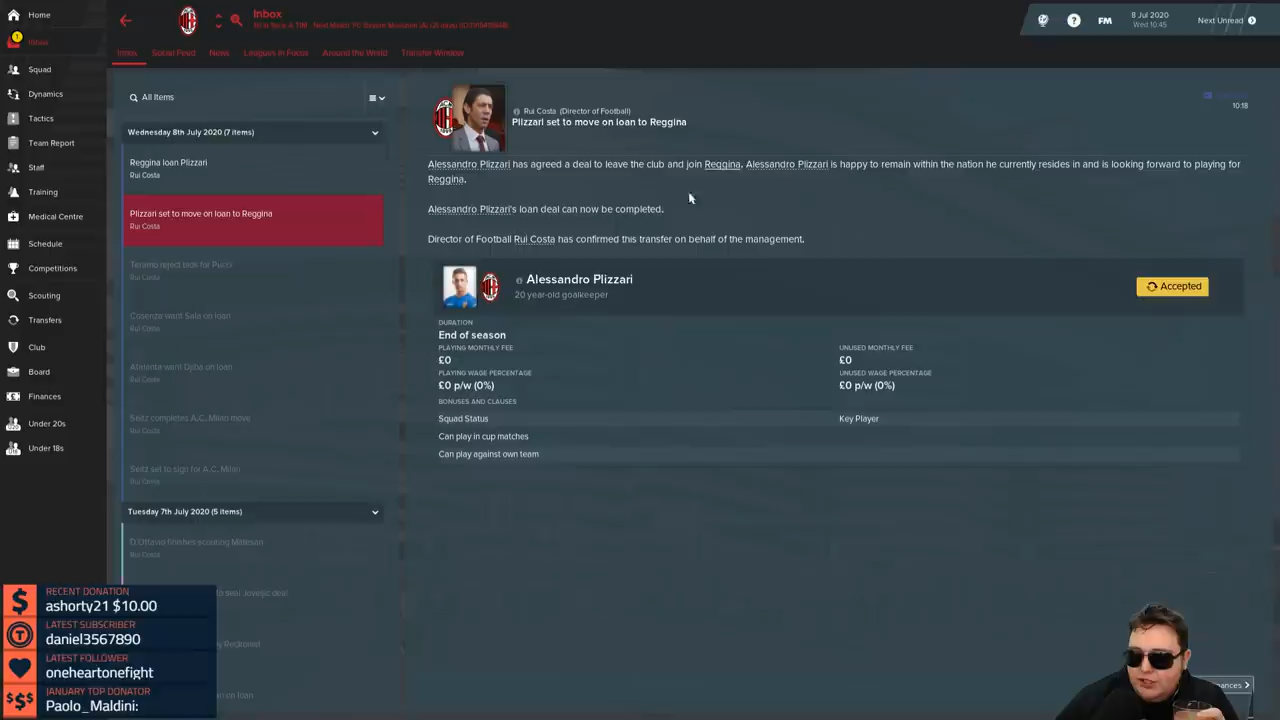 Home
Inbox
1
Squad
Dynamics
Tactics
Team Report
Staff
Training
Medical Centre
Schedule
Competitions
Scouting
Transfers
Club
Board
Finances
Under 20s
Under 18s
Inbox
8 Jul 2020
Wed 10:45
FM
?
Next Unread
Inbox
Social Feed
News
Leagues in Focus
Around the World
Transfer Window
All Items
Wednesday 8th July 2020 (7 items)
Reggina loan Plizzari
Rui Costa
Plizzari set to move on loan to Reggina
Rui Costa
Rui Costa
Cosenza want Sala on loan
Rui Costa
Atalanta want Djiba on loan
Rui Costa
Seitz completes A.C. Milan move
Rui Costa
Seitz set to sign for A.C. Milan
Rui Costa
Tuesday 7th July 2020 (5 items)
D'Ottavio finishes scouting
Rui Costa
Rui Costa (Director of Football)
Plizzari set to move on loan to Reggina
10:18
Alessandro Plizzari has agreed a deal to leave the club and join Reggina. Alessandro Plizzari is happy to remain within the nation he currently resides in and is looking forward to playing for
Reggina.
Alessandro Plizzari's loan deal can now be completed.
Director of Football Rui Costa has confirmed this transfer on behalf of the management.
Alessandro Plizzari
20 year-old goalkeeper
Accepted
DURATION
End of season
PLAYING MONTHLY FEE
£0
UNUSED MONTHLY FEE
£0
PLAYING WAGE PERCENTAGE
£0 p/w (0%)
UNUSED WAGE PERCENTAGE
£0 p/w (0%)
BONUSES AND CLAUSES
Squad Status
Key Player
Can play in cup matches
Can play against own team
RECENT DONATION
ashorty21 $10.00
LATEST SUBSCRIBER
daniel3567890
LATEST FOLLOWER
oneheartonefight
JANUARY TOP DONATOR
Paolo_Maldini: